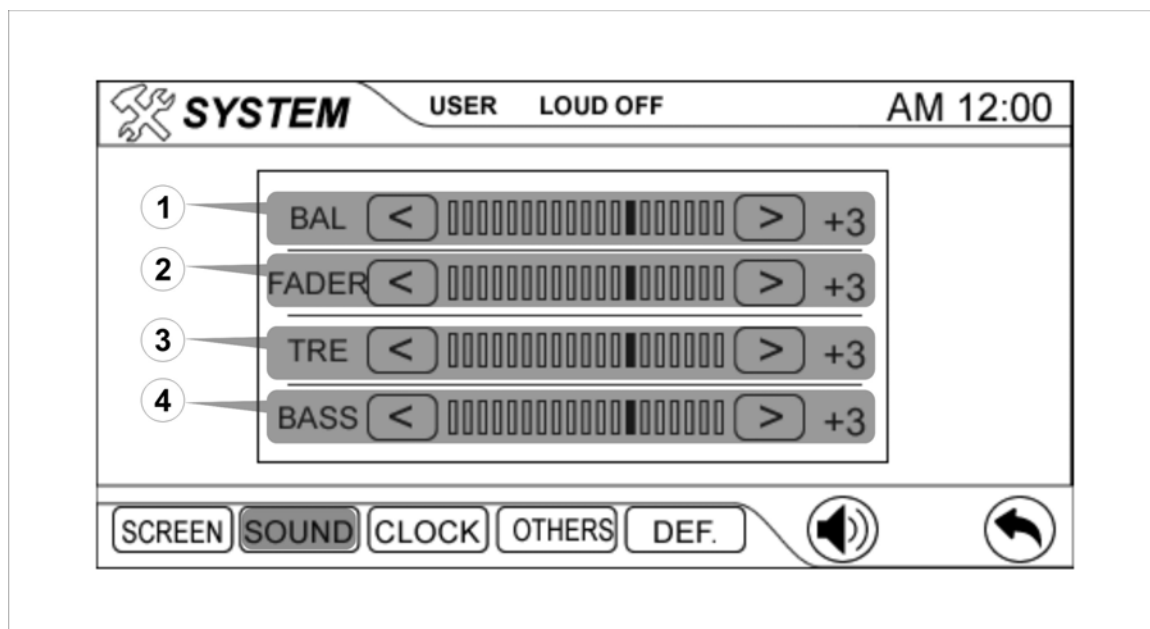 SYSTEM USER LOUD OFF AM 12:00
1 BAL < > +3
2 FADER < > +3
3 TRE < > +3
4 BASS < > +3
SCREEN SOUND CLOCK OTHERS DEF.